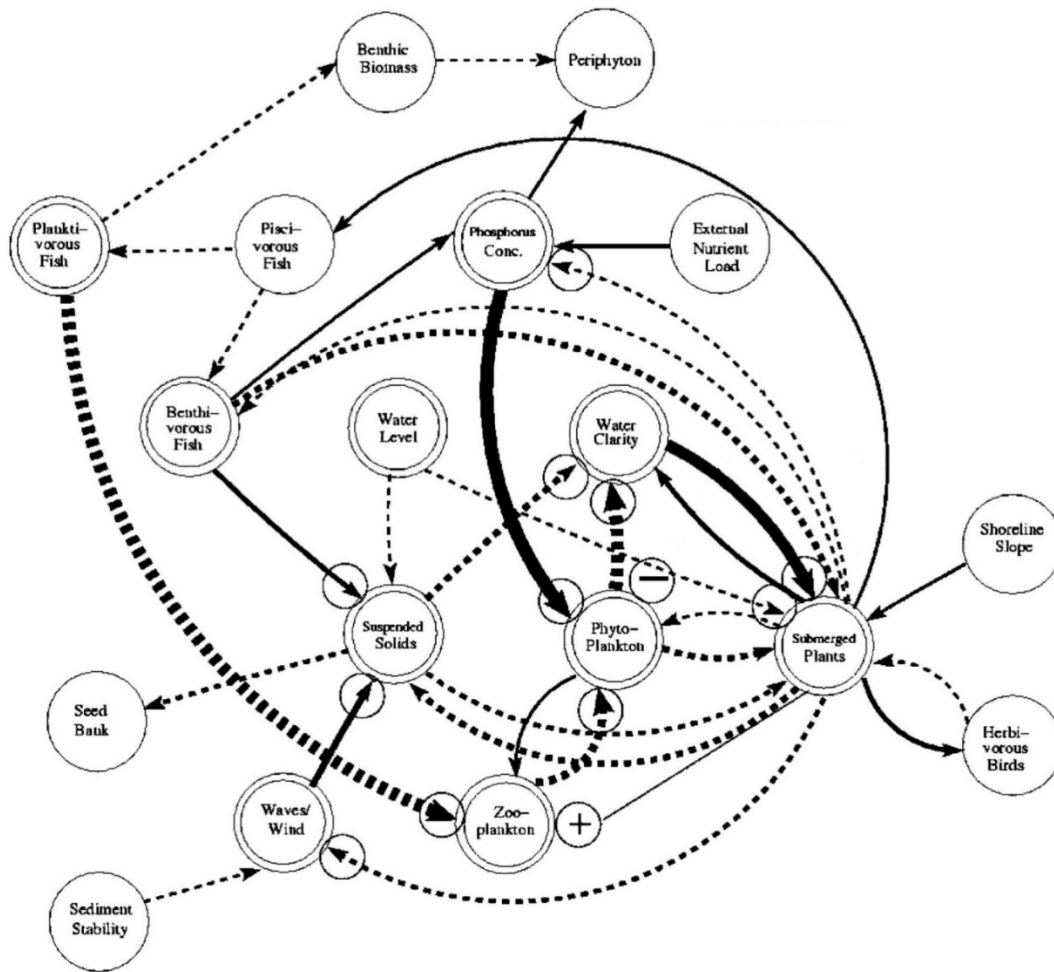 Benthic
Biomass
Periphyton
Plankti-
vorous
Fish
Pisci-
vorous
Fish
Phosphorus
Conc.
External
Nutrient
Load
Benthi-
vorous
Fish
Water
Level
Water
Clarity
Shoreline
Slope
Suspended
Solids
−
Phyto-
Plankton
Submerged
Plants
Seed
Bank
Herbi-
vorous
Birds
Waves/
Wind
Zoo-
plankton
+
Sediment
Stability